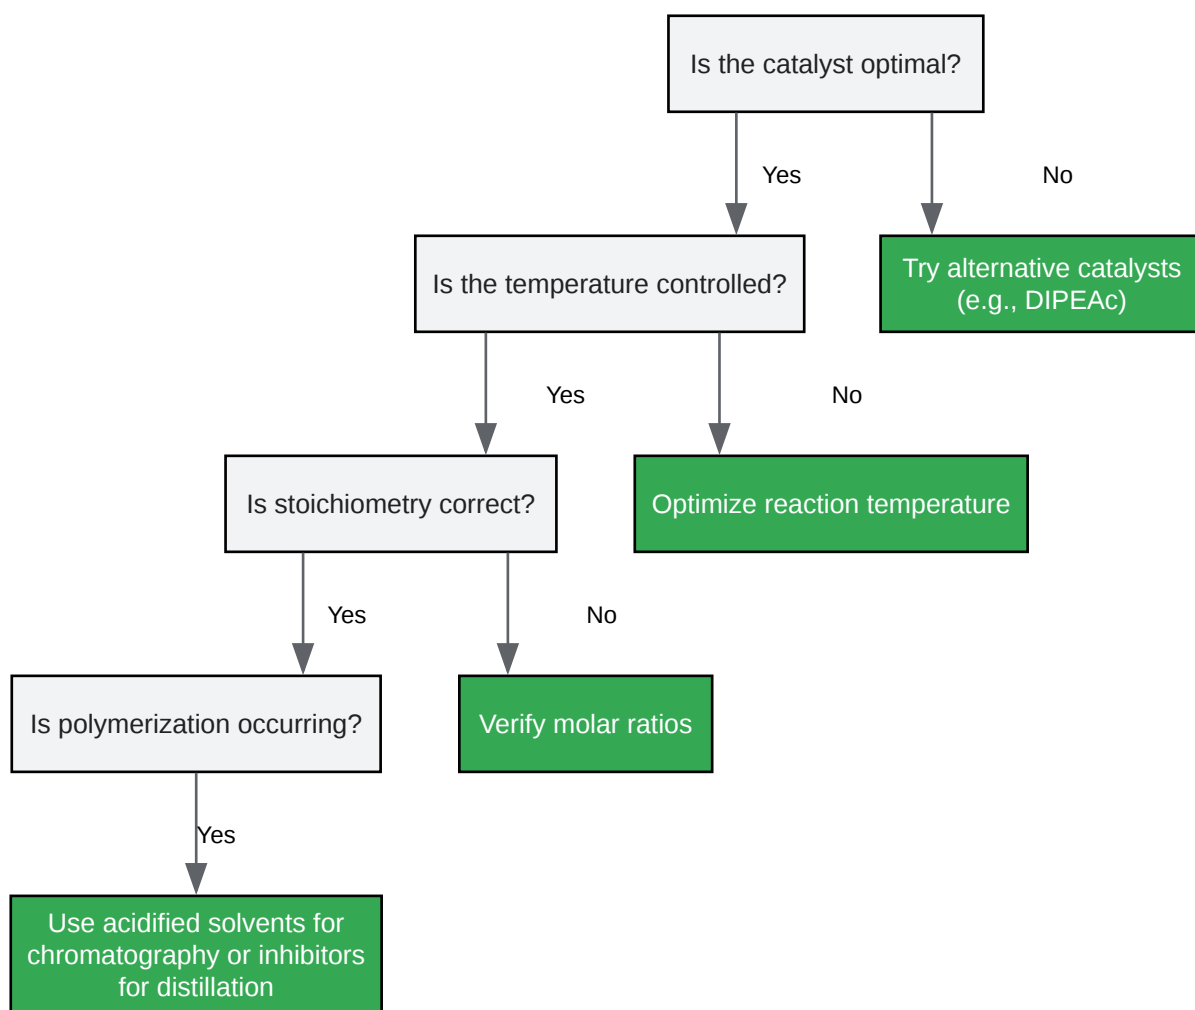 Is the catalyst optimal?
Yes
No
Is the temperature controlled?
Try alternative catalysts
(e.g., DIPEAc)
Yes
No
Is stoichiometry correct?
Optimize reaction temperature
Yes
No
Is polymerization occurring?
Verify molar ratios
Yes
Use acidified solvents for
chromatography or inhibitors
for distillation